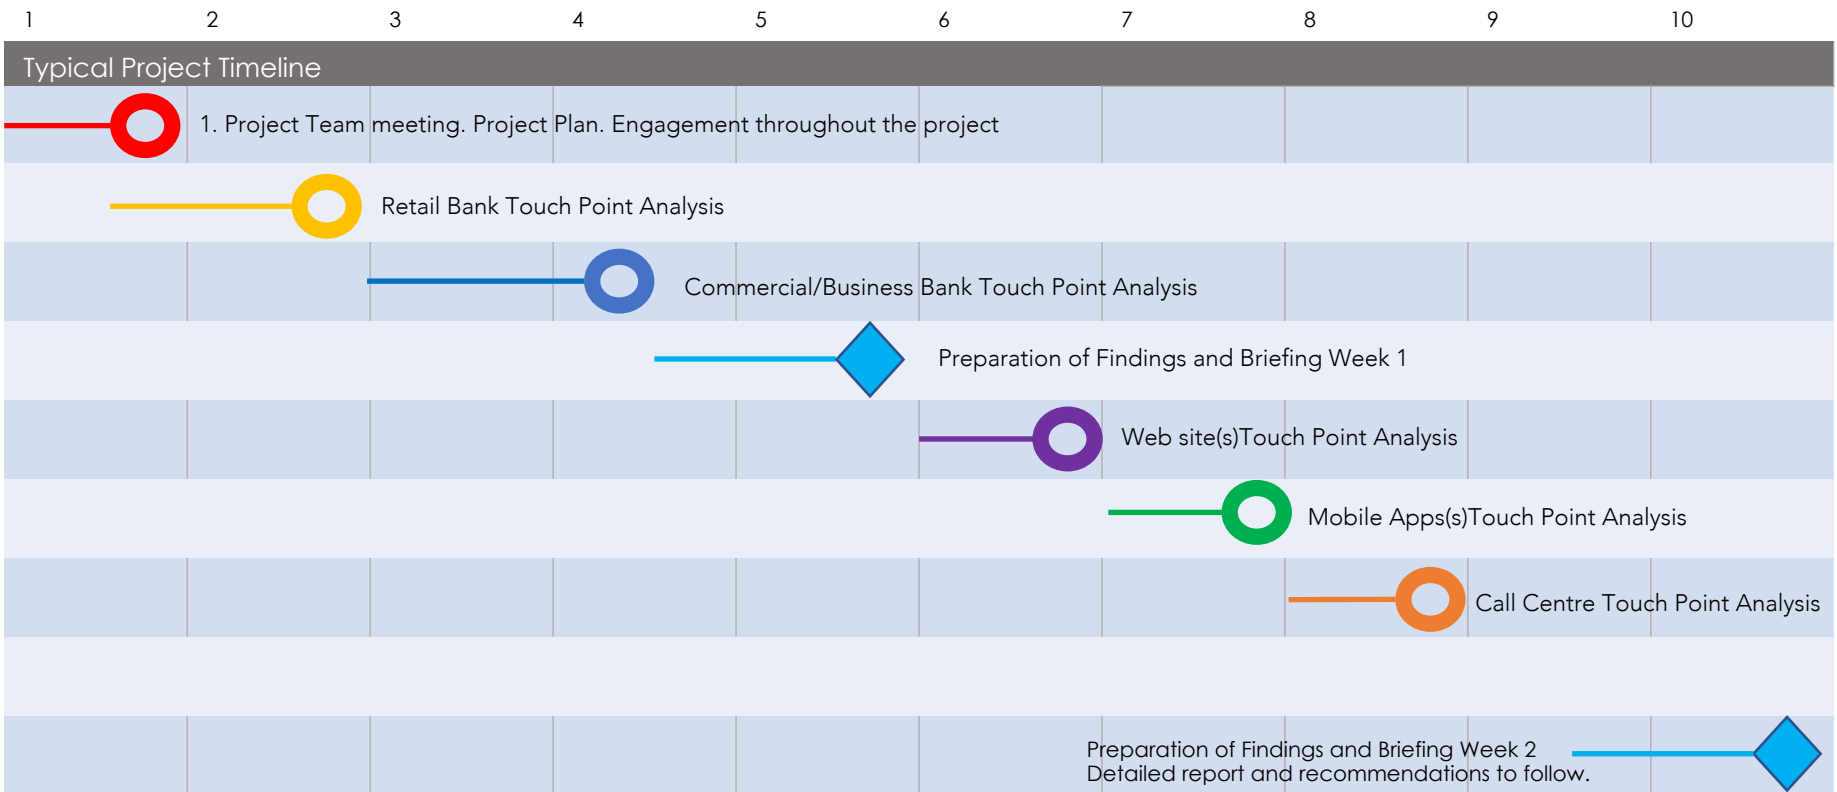 1 2 3 4 5 6 7 8 9 10
Typical Project Timeline
1. Project Team meeting. Project Plan. Engagement throughout the project
Retail Bank Touch Point Analysis
Commercial/Business Bank Touch Point Analysis
Preparation of Findings and Briefing Week 1
Web site(s)Touch Point Analysis
Mobile Apps(s)Touch Point Analysis
Call Centre Touch Point Analysis
Preparation of Findings and Briefing Week 2
Detailed report and recommendations to follow.